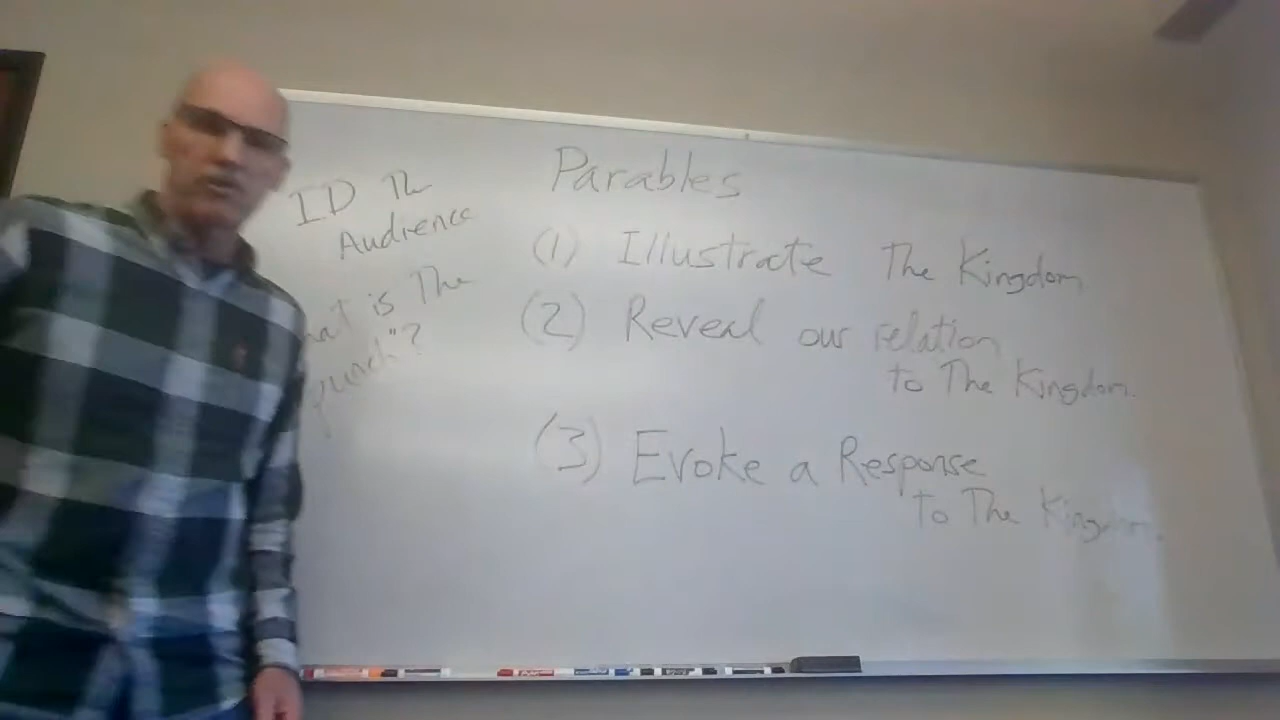 ID The
Audience
is The
Parables
(1) Illustrate The Kingdom
(2) Reveal our relation
to The Kingdom.
(3) Evoke a Response
to The Kingdom.